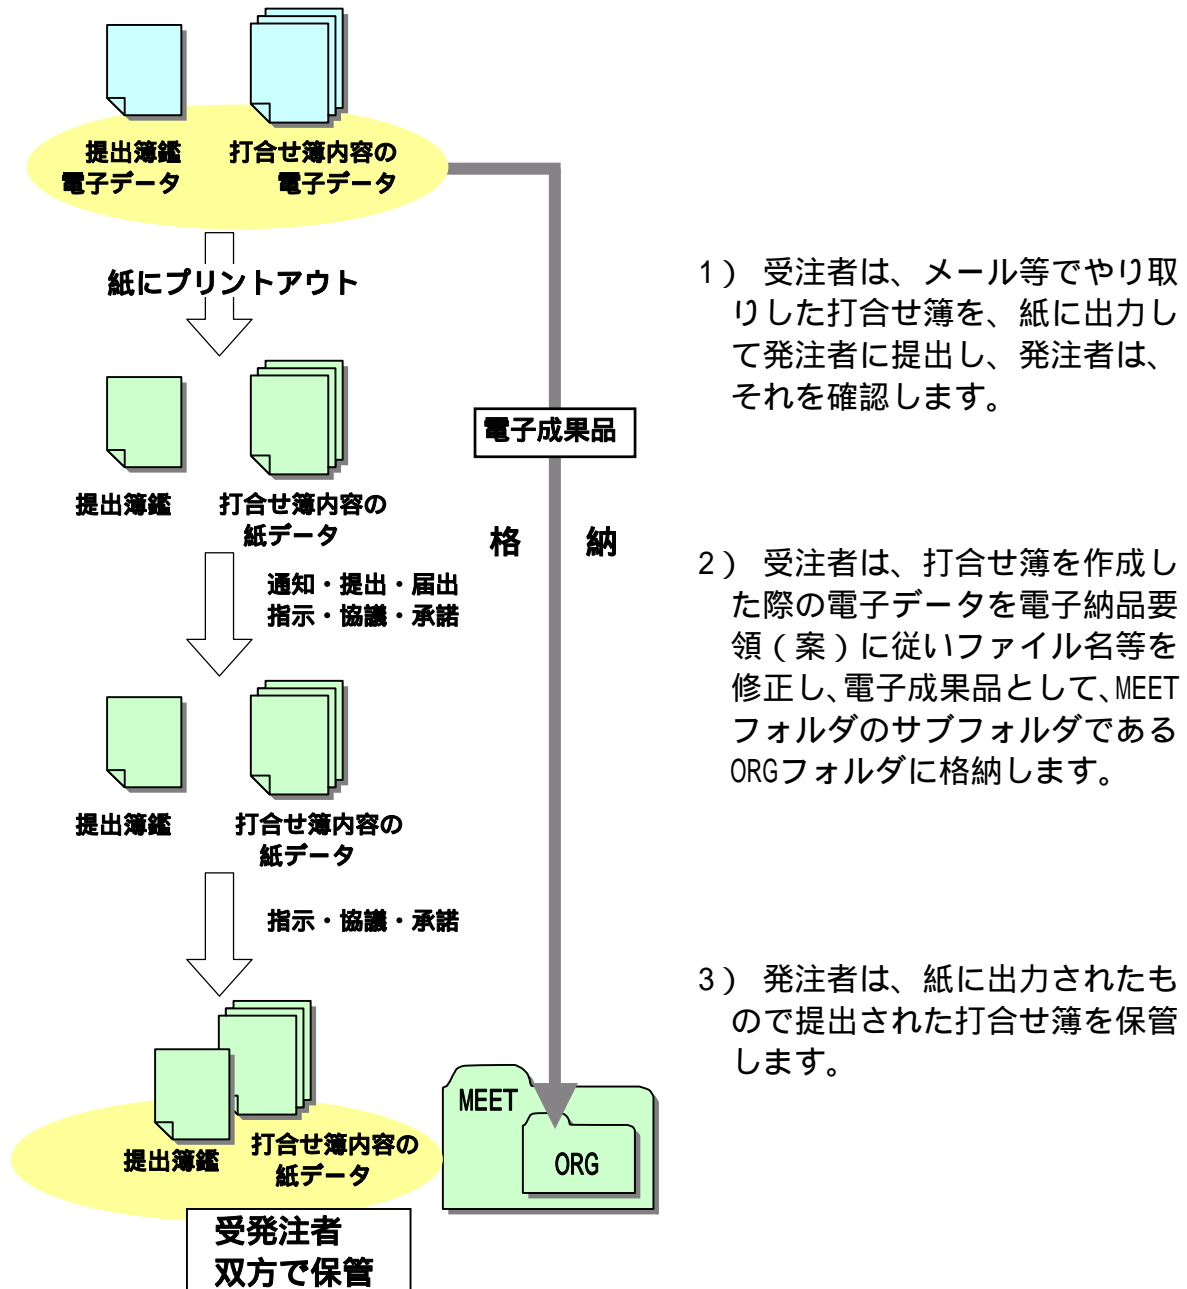 提出簿鑑
電子データ
打合せ簿内容の
電子データ
紙にプリントアウト
提出簿鑑
打合せ簿内容の
紙データ
通知・提出・届出
指示・協議・承諾
提出簿鑑
打合せ簿内容の
紙データ
指示・協議・承諾
提出簿鑑
打合せ簿内容の
紙データ
受発注者
双方で保管
電子成果品
格 納
MEET
ORG
1） 受注者は、メール等でやり取
りした打合せ簿を、紙に出力し
て発注者に提出し、発注者は、
それを確認します。
2） 受注者は、打合せ簿を作成し
た際の電子データを電子納品要
領（案）に従いファイル名等を
修正し、電子成果品として、MEET
フォルダのサブフォルダである
ORGフォルダに格納します。
3） 発注者は、紙に出力されたも
ので提出された打合せ簿を保管
します。